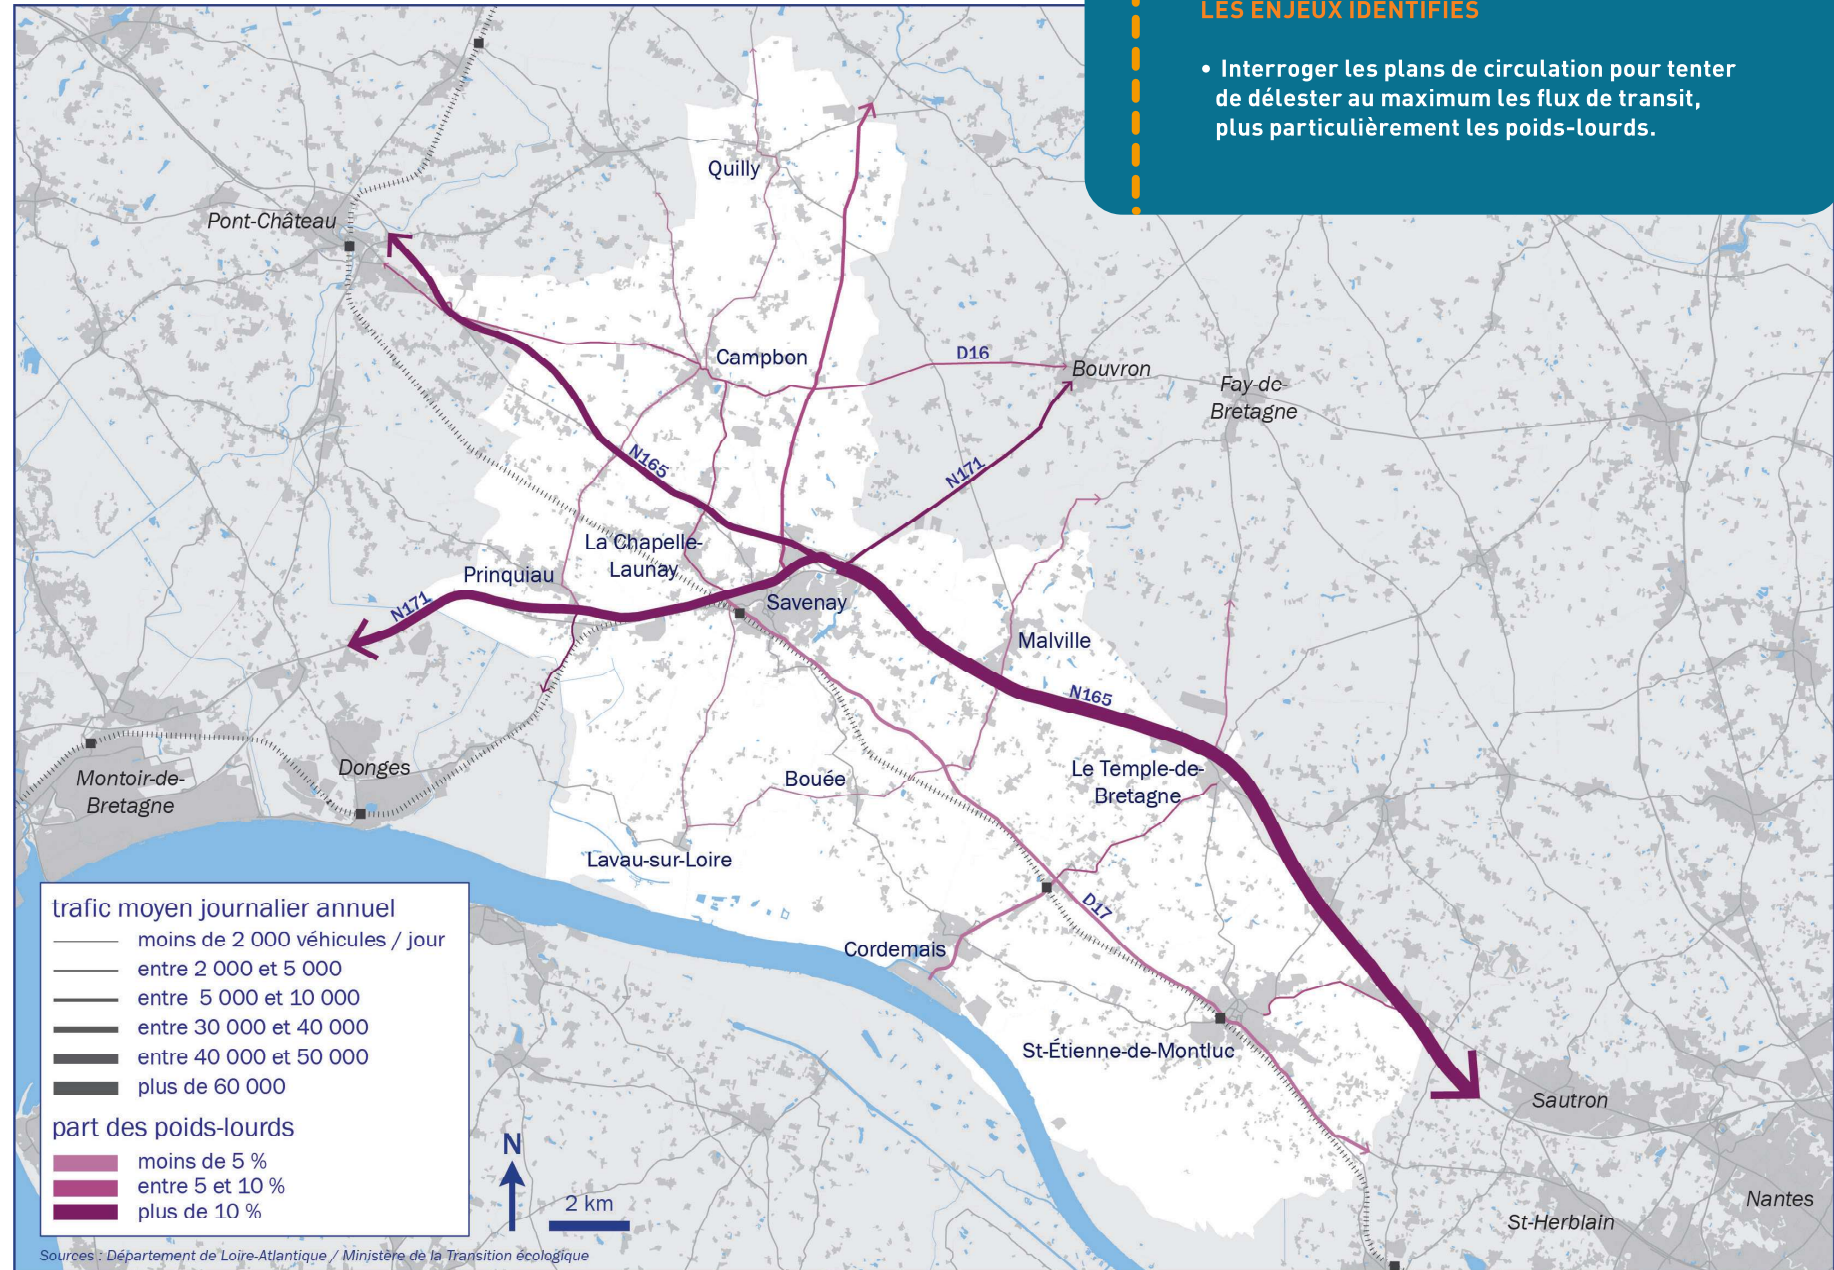 LES ENJEUX IDENTIFIÉS
• Interroger les plans de circulation pour tenter
de délester au maximum les flux de transit,
plus particulièrement les poids-lourds.
Quilly
Pont-Château
Campbon
D16
Bouvron
Fay-de-
Bretagne
N165
N171
La Chapelle-
Launay
Prinquiau
N171
Savenay
Malville
N165
Montoir-de-
Bretagne
Donges
Bouée
Le Temple-de-
Bretagne
Lavau-sur-Loire
D17
Cordemais
St-Étienne-de-Montluc
Sautron
Nantes
St-Herblain
trafic moyen journalier annuel
moins de 2 000 véhicules / jour
entre 2 000 et 5 000
entre 5 000 et 10 000
entre 30 000 et 40 000
entre 40 000 et 50 000
plus de 60 000
part des poids-lourds
moins de 5 %
entre 5 et 10 %
plus de 10 %
N
2 km
Sources : Département de Loire-Atlantique / Ministère de la Transition écologique